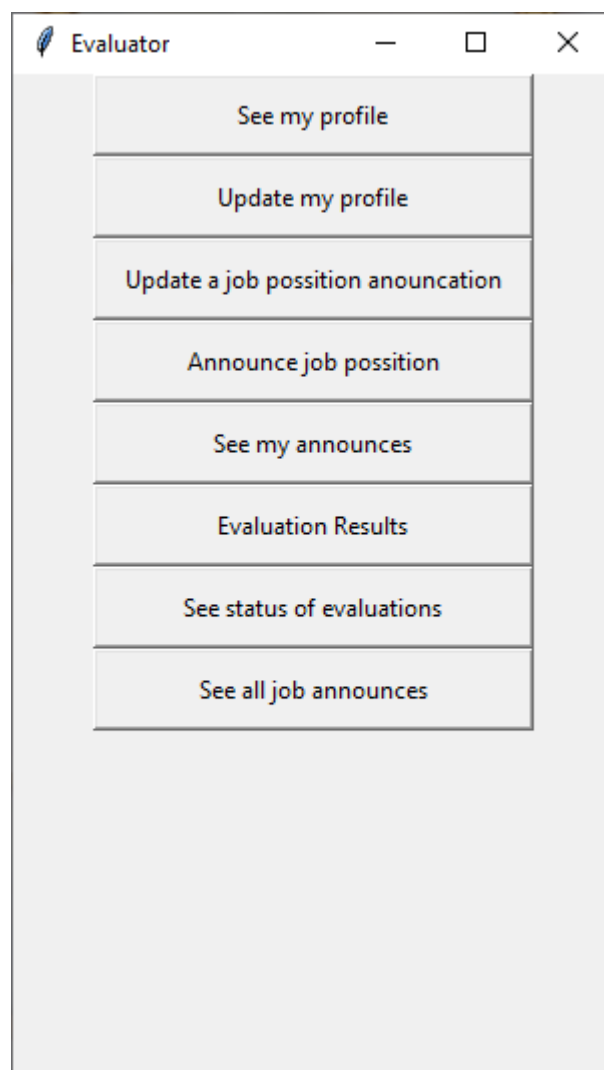 Evaluator
See my profile
Update my profile
Update a job possition anouncation
Announce job possition
See my announces
Evaluation Results
See status of evaluations
See all job announces